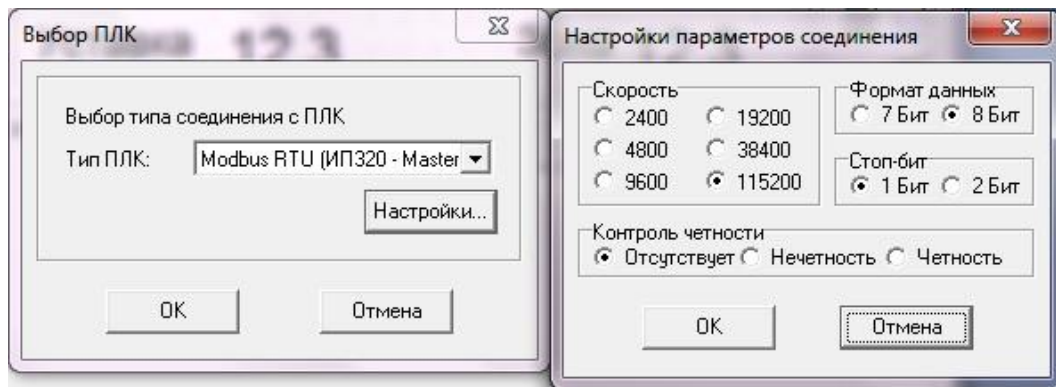 Выбор ПЛК
Выбор типа соединения с ПЛК
Тип ПЛК:
Modbus RTU (ИП320 - Master
Настройки...
OK
Отмена
Настройки параметров соединения
Скорость
2400
19200
4800
38400
9600
115200
Формат данных
7 Бит
8 Бит
Стоп-бит
1 Бит
2 Бит
Контроль четности
Отсутствует
Нечетность
Четность
OK
Отмена